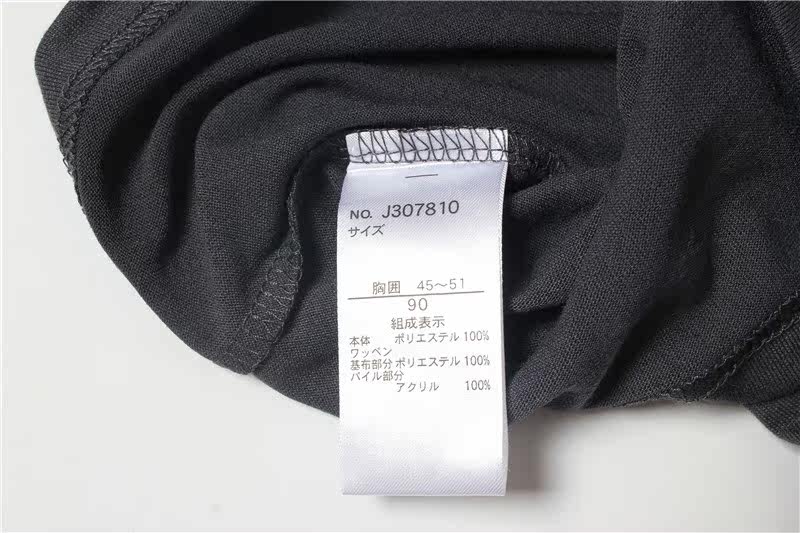 NO. J307810
サイズ
胸囲 45〜51
90
組成表示
本体 ポリエステル 100%
ワッペン
基布部分 ポリエステル 100%
パイル部分
アクリル 100%